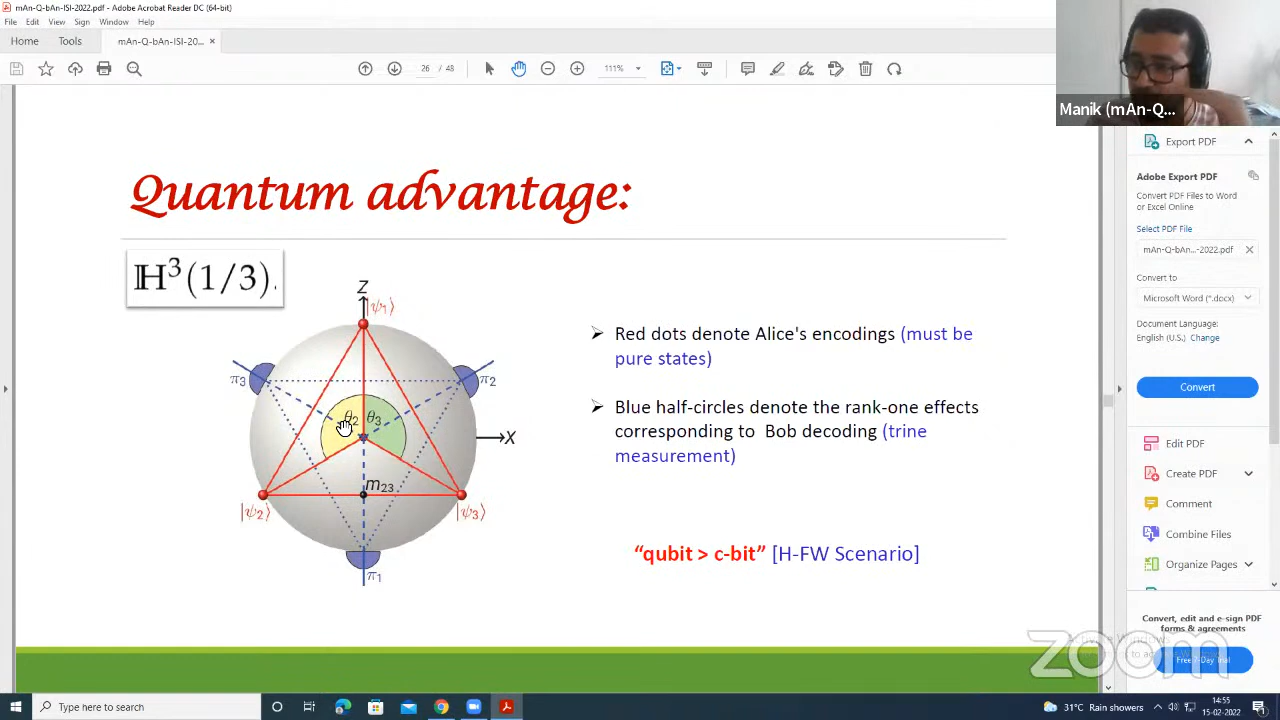 mAn-Q-bAn-ISI-2022.pdf - Adobe Acrobat Reader DC (64-bit)
File Edit View Sign Window Help
Home Tools mAn-Q-bAn-ISI-20... ×
26 / 48 111%
Manik (mAn-Q...
Quantum advantage:
ℍ³(1/3).
Z
|ψ₁⟩
π₃ π₂
θ₂ θ₃
X
m₂₃
|ψ₂⟩ |ψ₃⟩
π₁
➢ Red dots denote Alice's encodings (must be
pure states)
➢ Blue half-circles denote the rank-one effects
corresponding to Bob decoding (trine
measurement)
“qubit > c-bit” [H-FW Scenario]
Export PDF
Adobe Export PDF
Convert PDF Files to Word
or Excel Online
Select PDF File
mAn-Q-bAn...-2022.pdf ×
Convert to
Microsoft Word (*.docx)
Document Language:
English (U.S.) Change
Convert
Edit PDF
Create PDF
Comment
Combine Files
Organize Pages
Convert, edit and e-sign PDF
forms & agreements
Free 7-Day Trial
zoom
Type here to search
31°C Rain showers
14:55
15-02-2022